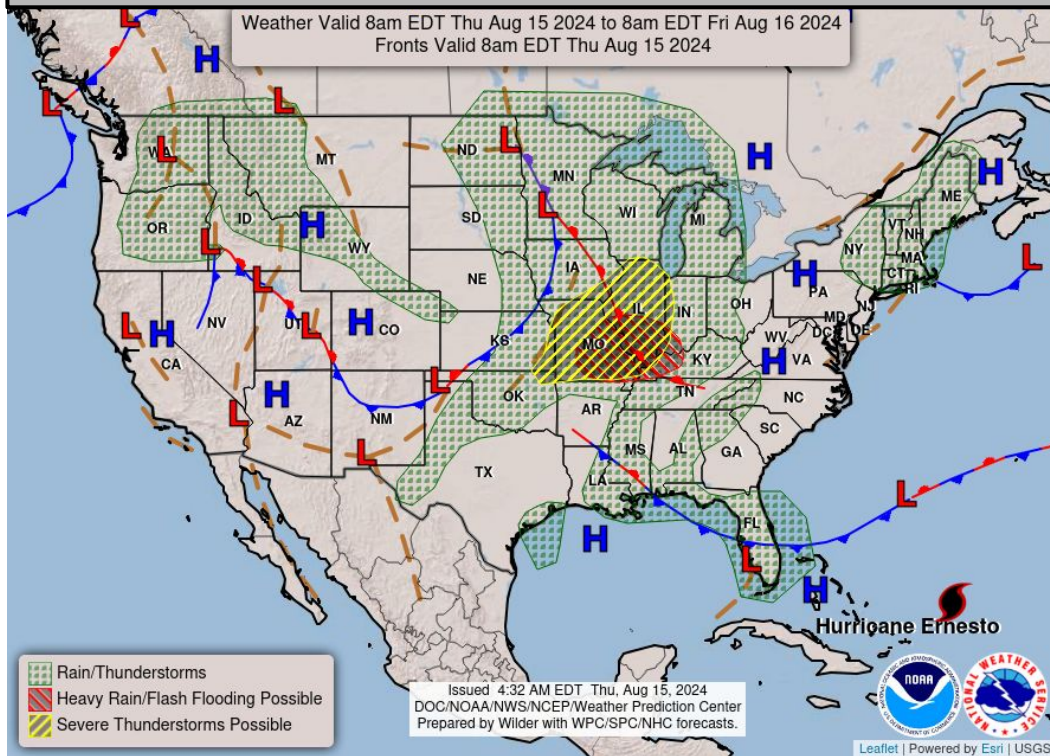 Weather Valid 8am EDT Thu Aug 15 2024 to 8am EDT Fri Aug 16 2024
Fronts Valid 8am EDT Thu Aug 15 2024
L
H
L
L
WA
L
MT
ND
L
MN
H
H
ME
OR
ID
H
SD
L
WI
MI
VT
NH
NY
MA
CT
RI
L
L
WY
NE
IA
H
PA
NJ
L
NV
UT
L
H
CO
KS
MO
IL
IN
OH
WV
MD
DC
DE
L
H
CA
KY
H
VA
L
H
AZ
NM
L
OK
AR
TN
NC
SC
L
L
TX
LA
MS
AL
GA
L
H
FL
L
H
Hurricane Ernesto
Rain/Thunderstorms
Heavy Rain/Flash Flooding Possible
Severe Thunderstorms Possible
Issued 4:32 AM EDT Thu, Aug 15, 2024
DOC/NOAA/NWS/NCEP/Weather Prediction Center
Prepared by Wilder with WPC/SPC/NHC forecasts.
NOAA
NATIONAL WEATHER SERVICE
Leaflet | Powered by Esri | USGS